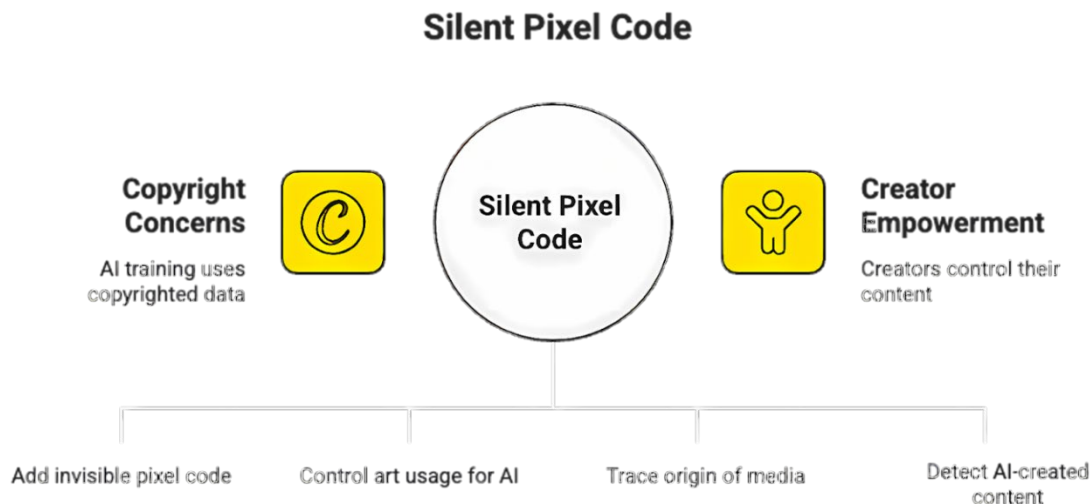 Silent Pixel Code
Copyright
Concerns
AI training uses
copyrighted data
C
Silent Pixel
Code
Creator
Empowerment
Creators control their
content
Add invisible pixel code
Control art usage for AI
Trace origin of media
Detect AI-created
content